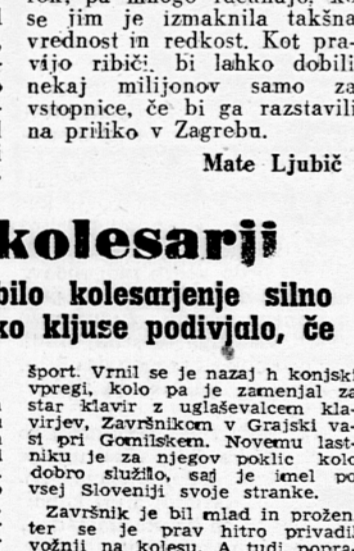 se jim je izmaknila takšna
vrednost in redkost. Kot pra-
vijo ribiči, bi lahko dobili
nekaj milijonov samo za
vstopnice, če bi ga razstavili
na priliko v Zagrebu.
Mate Ljubič
kolesarji
bilo kolesarjenje silno
ko kljuse podivjalo, če
šport. Vrnil se je nazaj h konjski
vpregi, kolo pa je zamenjal za
star klavir z uglaševalcem kla-
virjev, Završnikom v Grajski va-
si pri Gomilskem. Novemu last-
niku je za njegov poklic kolo
dobro služilo, saj je imel po
vsej Sloveniji svoje stranke.
Završnik je bil mlad in prožen
ter se je prav hitro privadil
vožnji na kolesu. A tudi